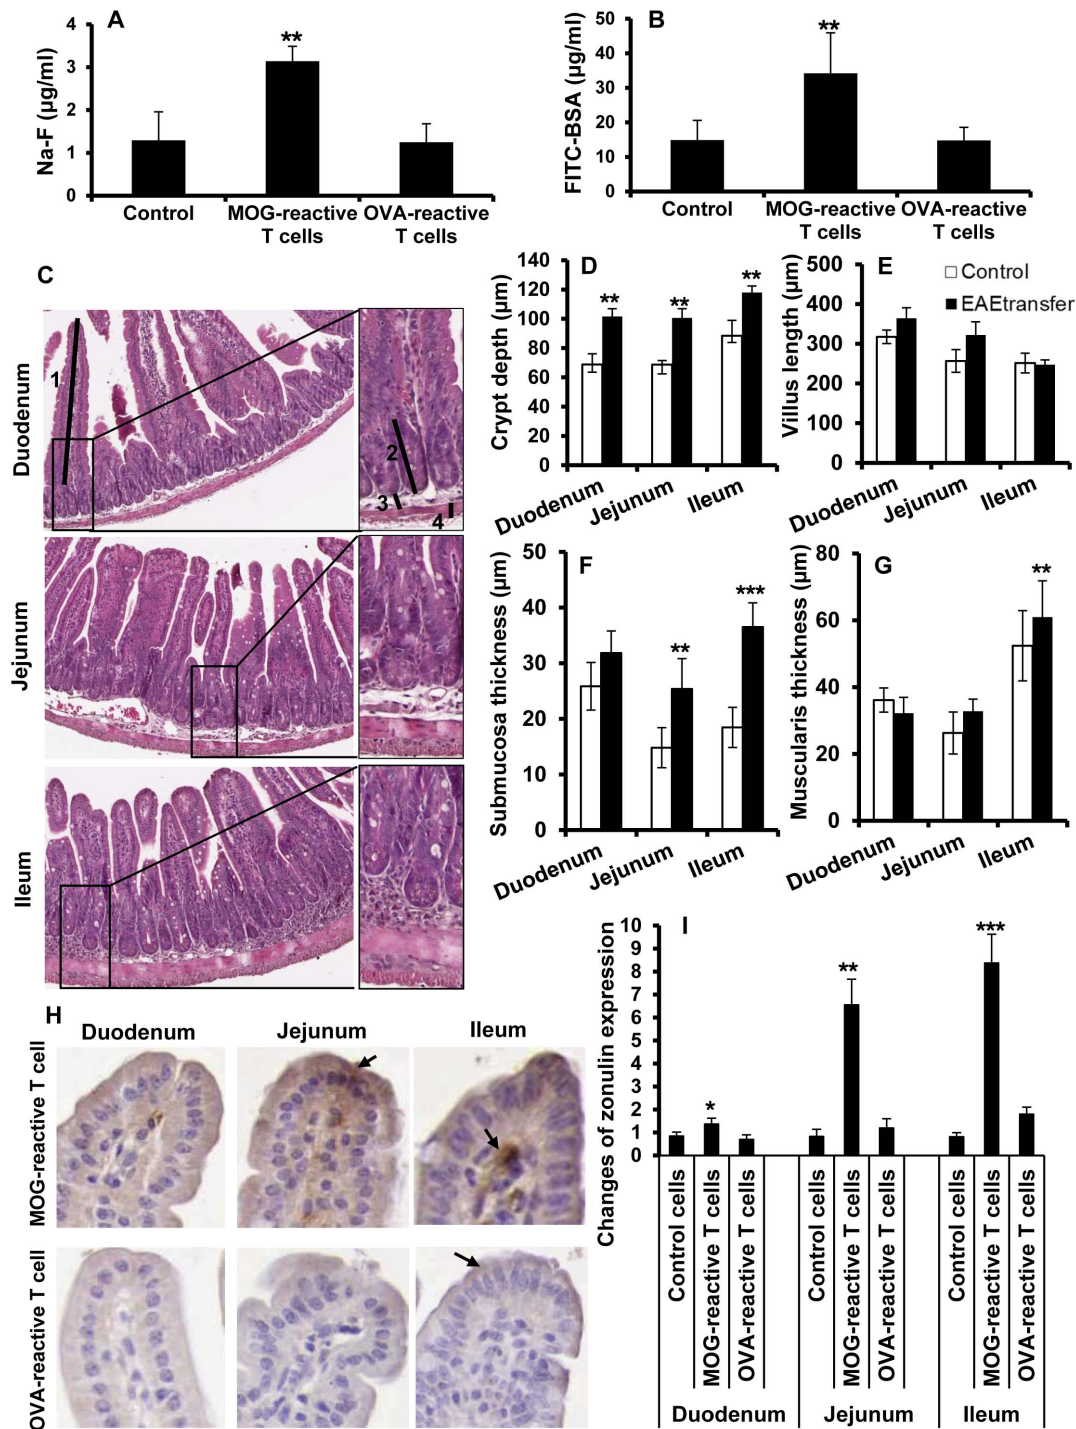 A
Na-F (µg/ml)
4
3
2
1
0
**
Control
MOG-reactive
T cells
OVA-reactive
T cells
B
FITC-BSA (µg/ml)
50
40
30
20
10
0
**
Control
MOG-reactive
T cells
OVA-reactive
T cells
C
Duodenum
1
2
3
4
Jejunum
Ileum
D
Crypt depth (µm)
140
120
100
80
60
40
20
0
**
**
**
Duodenum
Jejunum
Ileum
E
Villus length (µm)
500
400
300
200
100
0
Control
EAEtransfer
Duodenum
Jejunum
Ileum
F
Submucosa thickness (µm)
50
40
30
20
10
0
**
***
Duodenum
Jejunum
Ileum
G
Muscularis thickness (µm)
80
60
40
20
0
**
Duodenum
Jejunum
Ileum
H
Duodenum
Jejunum
Ileum
MOG-reactive T cell
OVA-reactive T cell
I
Changes of zonulin expression
10
9
8
7
6
5
4
3
2
1
0
*
**
***
Control cells
MOG-reactive T cells
OVA-reactive T cells
Control cells
MOG-reactive T cells
OVA-reactive T cells
Control cells
MOG-reactive T cells
OVA-reactive T cells
Duodenum
Jejunum
Ileum